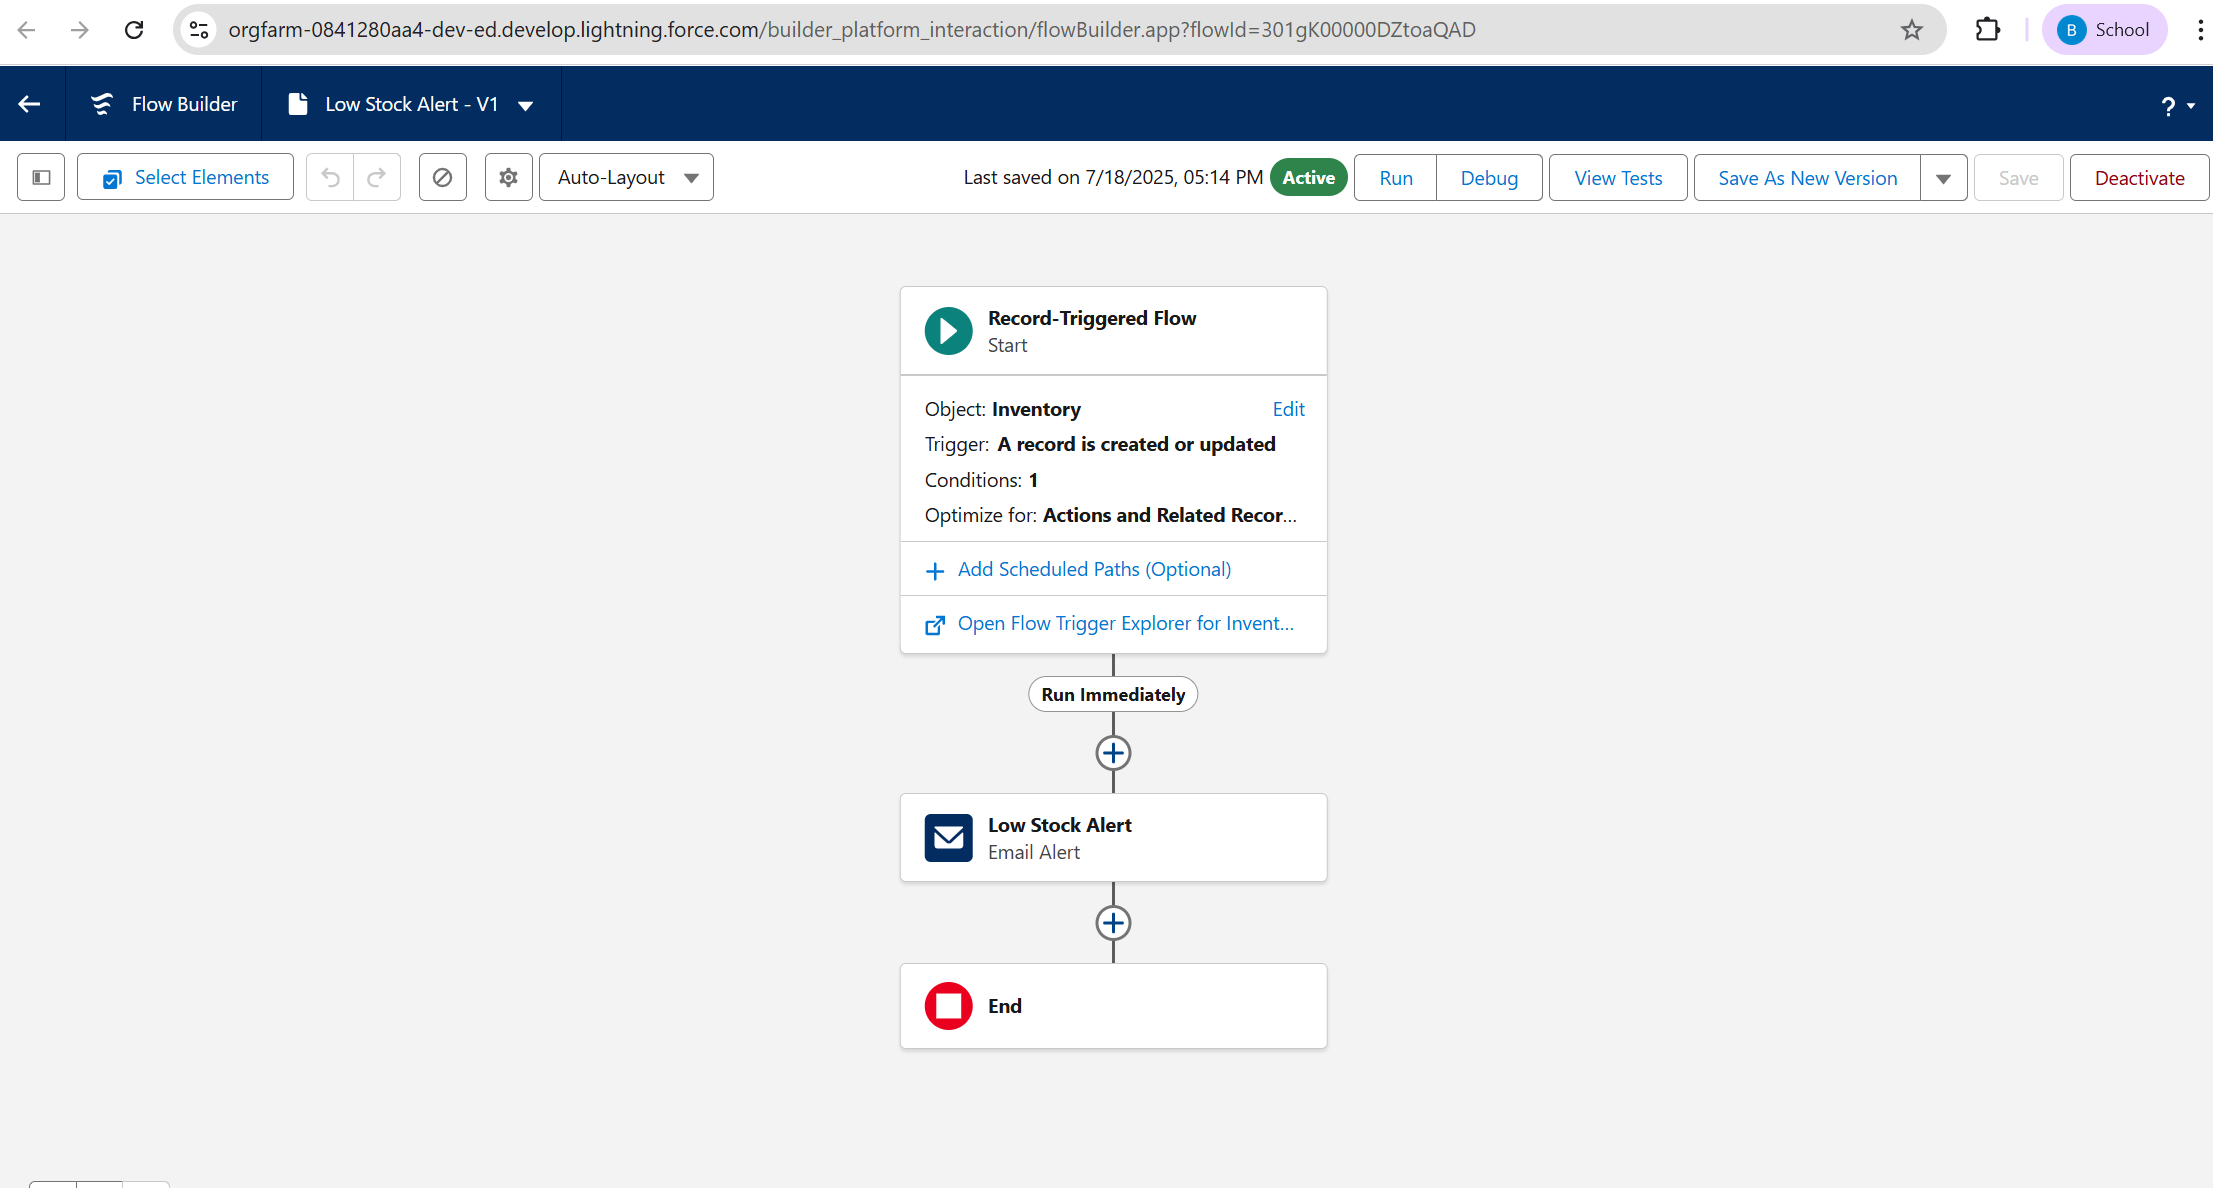 orgfarm-0841280aa4-dev-ed.develop.lightning.force.com/builder_platform_interaction/flowBuilder.app?flowId=301gK00000DZtoaQAD
B School
Flow Builder
Low Stock Alert - V1
?
Select Elements
Auto-Layout
Last saved on 7/18/2025, 05:14 PM
Active
Run
Debug
View Tests
Save As New Version
Save
Deactivate
Record-Triggered Flow
Start
Object: Inventory
Edit
Trigger: A record is created or updated
Conditions: 1
Optimize for: Actions and Related Recor...
Add Scheduled Paths (Optional)
Open Flow Trigger Explorer for Invent...
Run Immediately
Low Stock Alert
Email Alert
End